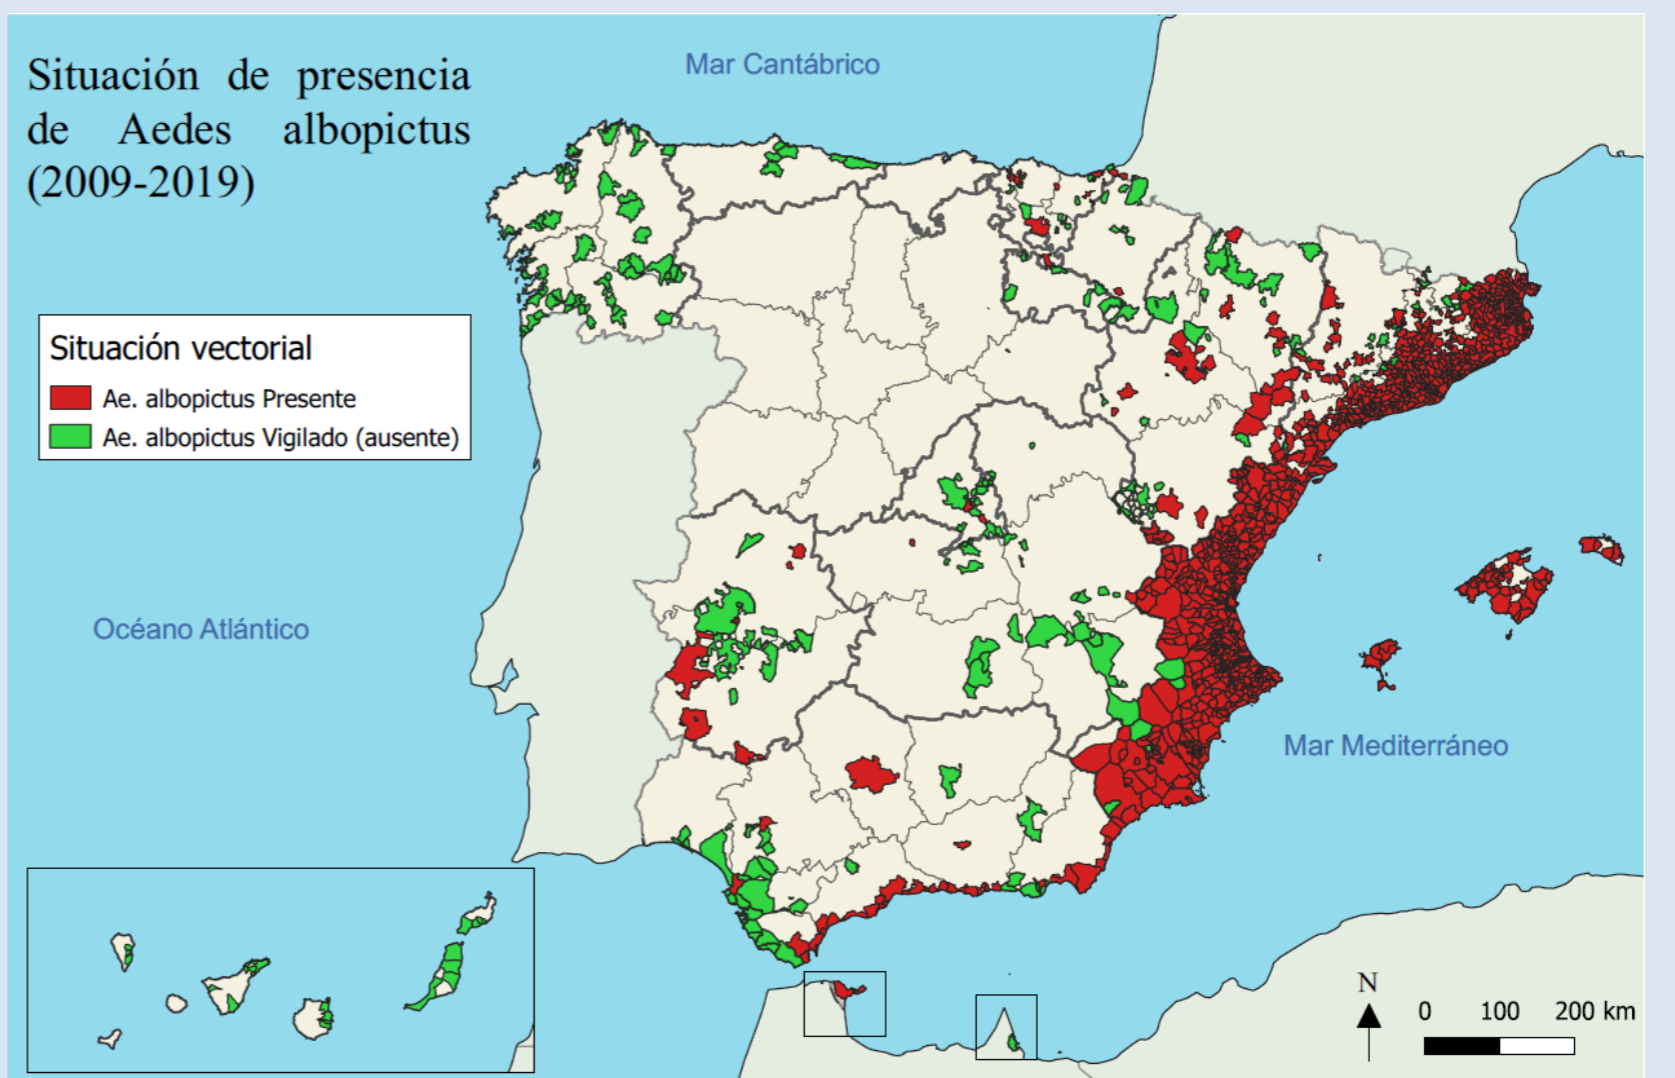 Situación de presencia
de Aedes albopictus
(2009-2019)
Mar Cantábrico
Situación vectorial
Ae. albopictus Presente
Ae. albopictus Vigilado (ausente)
Océano Atlántico
Mar Mediterráneo
N
0 100 200 km